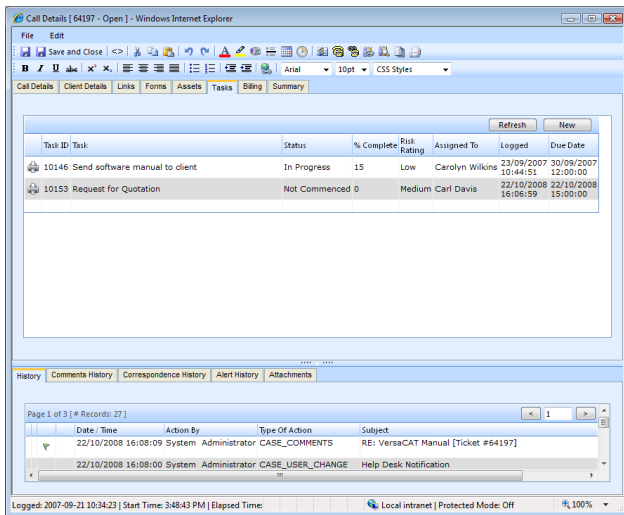 Call Details [ 64197 - Open ] - Windows Internet Explorer
File Edit
Save and Close <>
B I U abc x² x₂ Arial 10pt CSS Styles
Call Details Client Details Links Forms Assets Tasks Billing Summary
Refresh New
Task ID Task Status % Complete Risk Rating Assigned To Logged Due Date
10146 Send software manual to client In Progress 15 Low Carolyn Wilkins 23/09/2007 10:44:51 30/09/2007 12:00:00
10153 Request for Quotation Not Commenced 0 Medium Carl Davis 22/10/2008 16:06:59 22/10/2008 15:00:00
History Comments History Correspondence History Alert History Attachments
Page 1 of 3 [ # Records: 27 ] < 1 >
Date / Time Action By Type Of Action Subject
22/10/2008 16:08:09 System Administrator CASE_COMMENTS RE: VersaCAT Manual [Ticket #64197]
22/10/2008 16:08:00 System Administrator CASE_USER_CHANGE Help Desk Notification
Logged: 2007-09-21 10:34:23 | Start Time: 3:48:43 PM | Elapsed Time: Local intranet | Protected Mode: Off 100%